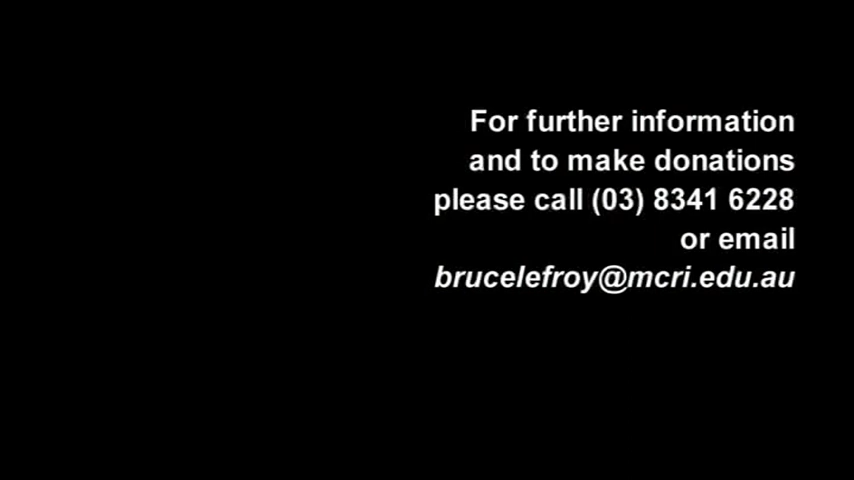 For further information
and to make donations
please call (03) 8341 6228
or email
brucelefroy@mcri.edu.au